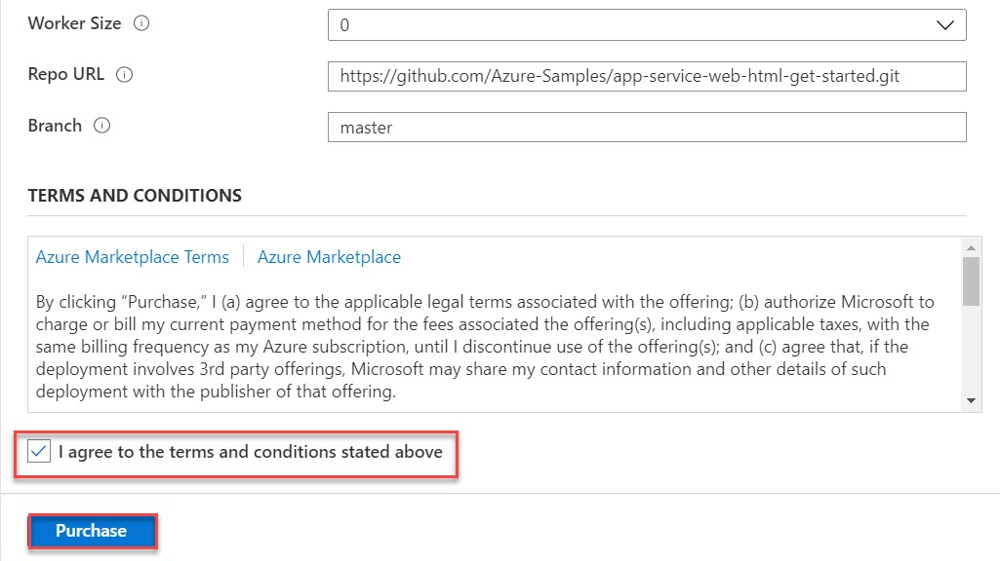 Worker Size
0
Repo URL
https://github.com/Azure-Samples/app-service-web-html-get-started.git
Branch
master
TERMS AND CONDITIONS
Azure Marketplace Terms
Azure Marketplace
By clicking “Purchase,” I (a) agree to the applicable legal terms associated with the offering; (b) authorize Microsoft to
charge or bill my current payment method for the fees associated the offering(s), including applicable taxes, with the
same billing frequency as my Azure subscription, until I discontinue use of the offering(s); and (c) agree that, if the
deployment involves 3rd party offerings, Microsoft may share my contact information and other details of such
deployment with the publisher of that offering.
I agree to the terms and conditions stated above
Purchase